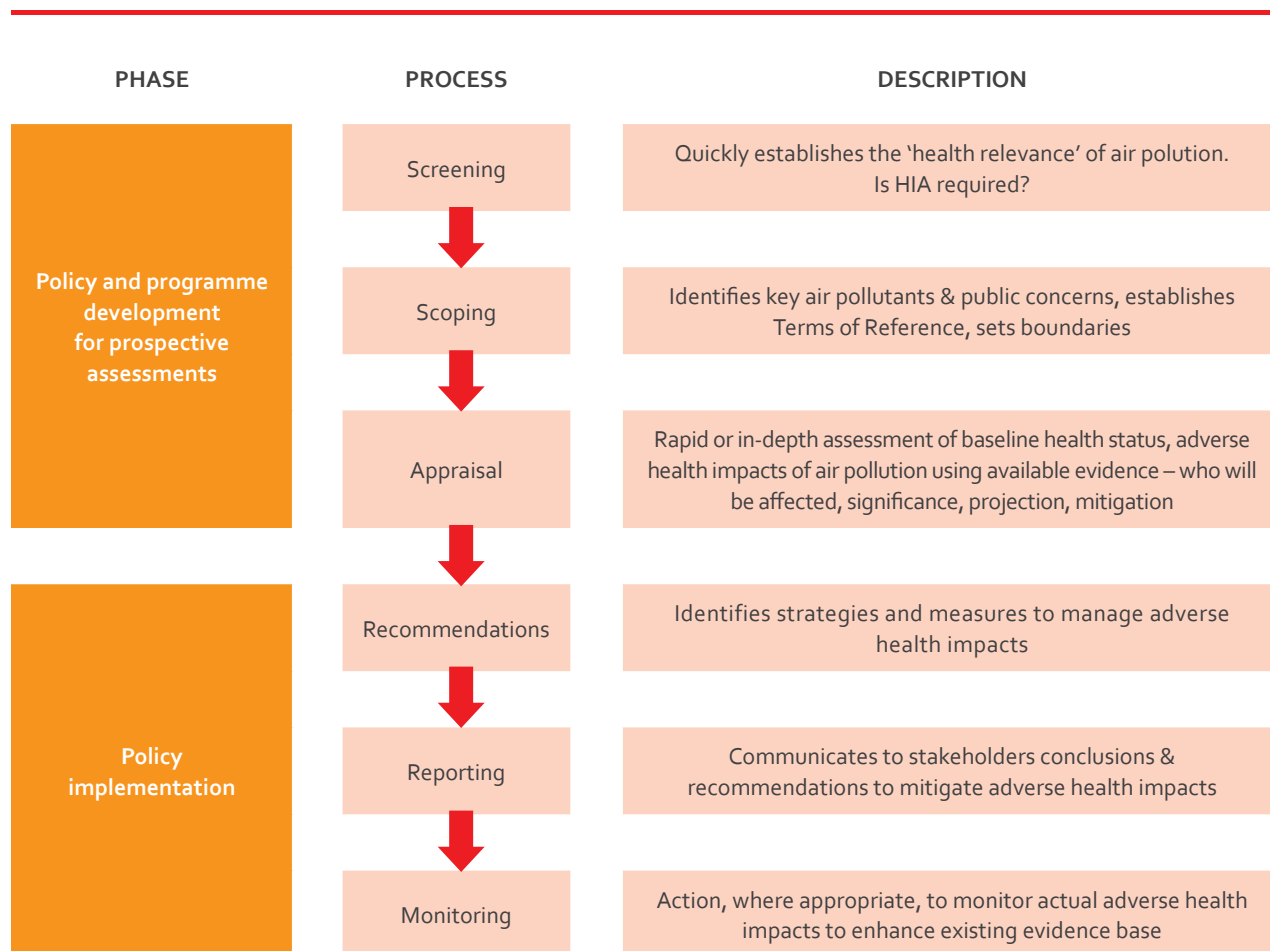 PHASE
PROCESS
DESCRIPTION
Policy and programme
development
for prospective
assessments
Screening
Quickly establishes the ‘health relevance’ of air polution.
Is HIA required?
Scoping
Identifies key air pollutants & public concerns, establishes
Terms of Reference, sets boundaries
Appraisal
Rapid or in-depth assessment of baseline health status, adverse
health impacts of air pollution using available evidence – who will
be affected, significance, projection, mitigation
Policy
implementation
Recommendations
Identifies strategies and measures to manage adverse
health impacts
Reporting
Communicates to stakeholders conclusions &
recommendations to mitigate adverse health impacts
Monitoring
Action, where appropriate, to monitor actual adverse health
impacts to enhance existing evidence base